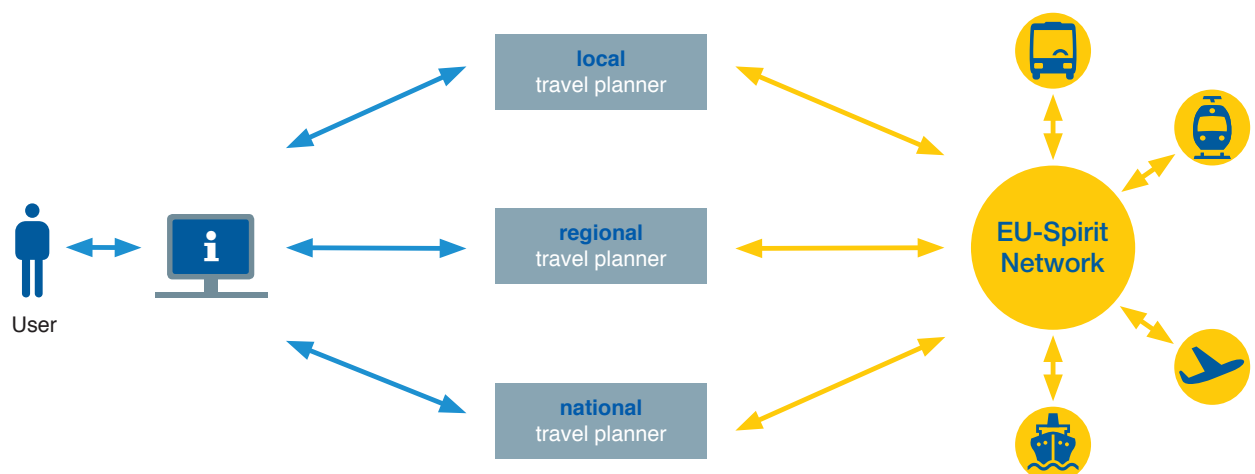 local
travel planner
regional
travel planner
national
travel planner
User
i
EU-Spirit
Network